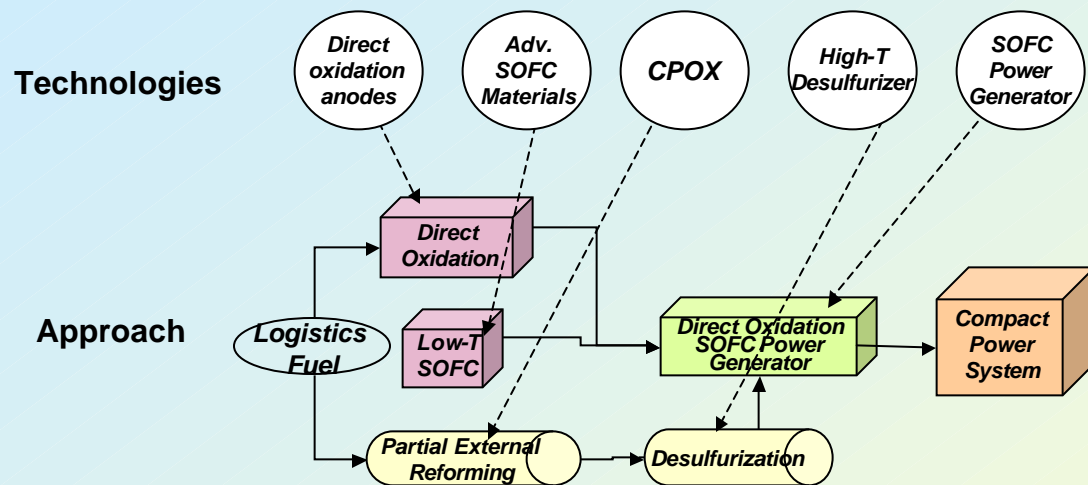 Technologies
Direct
oxidation
anodes
Adv.
SOFC
Materials
CPOX
High-T
Desulfurizer
SOFC
Power
Generator
Approach
Logistics
Fuel
Direct
Oxidation
Low-T
SOFC
Partial External
Reforming
Desulfurization
Direct Oxidation
SOFC Power
Generator
Compact
Power
System